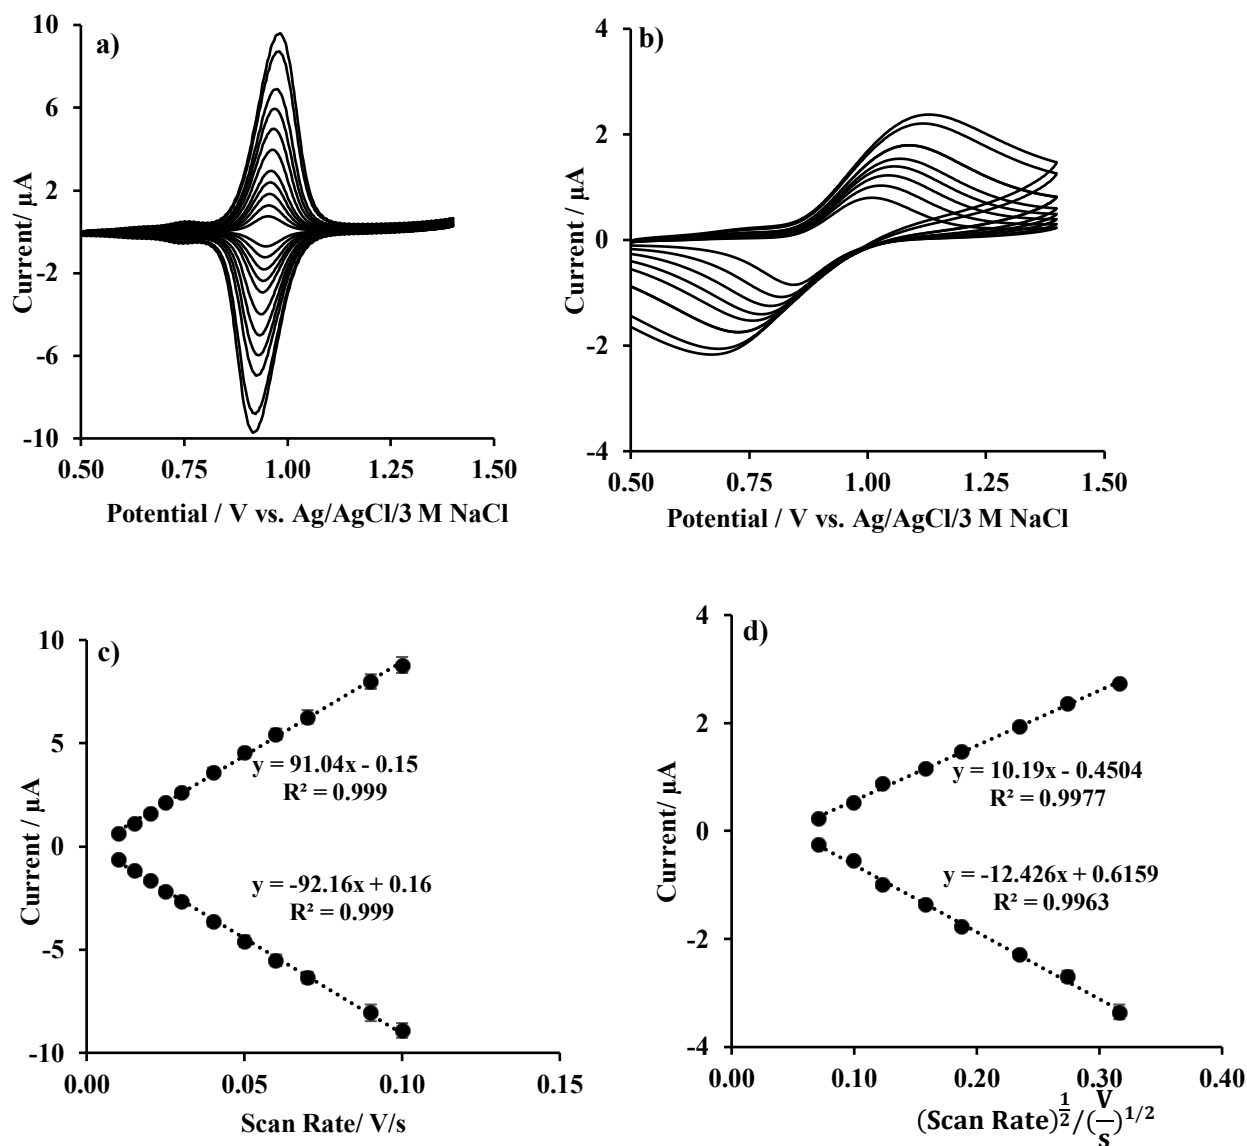 a)
10
6
2
-2
-6
-10
0.50 0.75 1.00 1.25 1.50
Current/ μA
Potential / V vs. Ag/AgCl/3 M NaCl
b)
4
2
0
-2
-4
0.50 0.75 1.00 1.25 1.50
Current / μA
Potential / V vs. Ag/AgCl/3 M NaCl
c)
10
5
0
-5
-10
0.00 0.05 0.10 0.15
Current / μA
y = 91.04x - 0.15
R² = 0.999
y = -92.16x + 0.16
R² = 0.999
Scan Rate/ V/s
d)
4
2
0
-2
-4
0.00 0.10 0.20 0.30 0.40
Current/ μA
y = 10.19x - 0.4504
R² = 0.9977
y = -12.426x + 0.6159
R² = 0.9963
(Scan Rate)^{1/2}/(V/s)^{1/2}